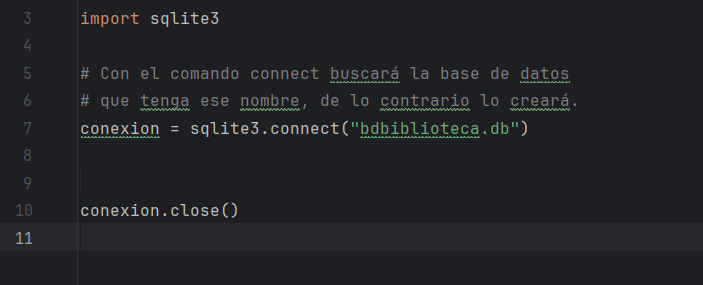 3 import sqlite3
4
5 # Con el comando connect buscará la base de datos
6 # que tenga ese nombre, de lo contrario lo creará.
7 conexion = sqlite3.connect("bdbiblioteca.db")
8
9
10 conexion.close()
11